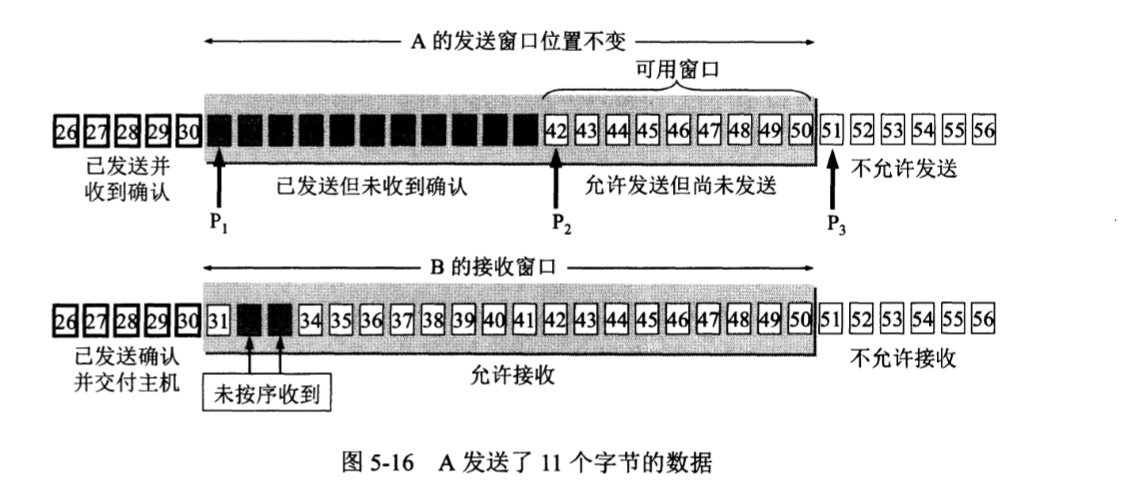 A 的发送窗口位置不变
可用窗口
26 27 28 29 30 42 43 44 45 46 47 48 49 50 51 52 53 54 55 56
已发送并
收到确认
已发送但未收到确认
允许发送但尚未发送
不允许发送
P1 P2 P3
B 的接收窗口
26 27 28 29 30 31 34 35 36 37 38 39 40 41 42 43 44 45 46 47 48 49 50 51 52 53 54 55 56
已发送确认
并交付主机
未按序收到
允许接收
不允许接收
图 5-16 A 发送了 11 个字节的数据